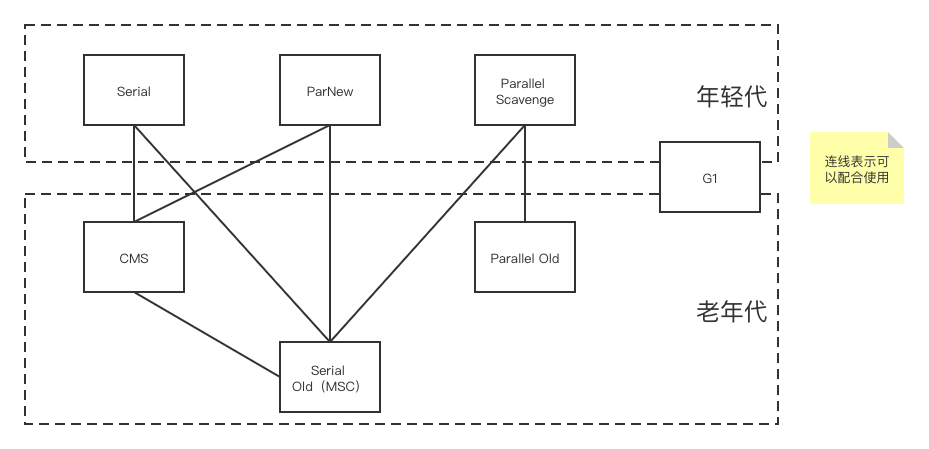 Serial
ParNew
Parallel
Scavenge
年轻代
G1
连线表示可
以配合使用
CMS
Parallel Old
老年代
Serial
Old（MSC）